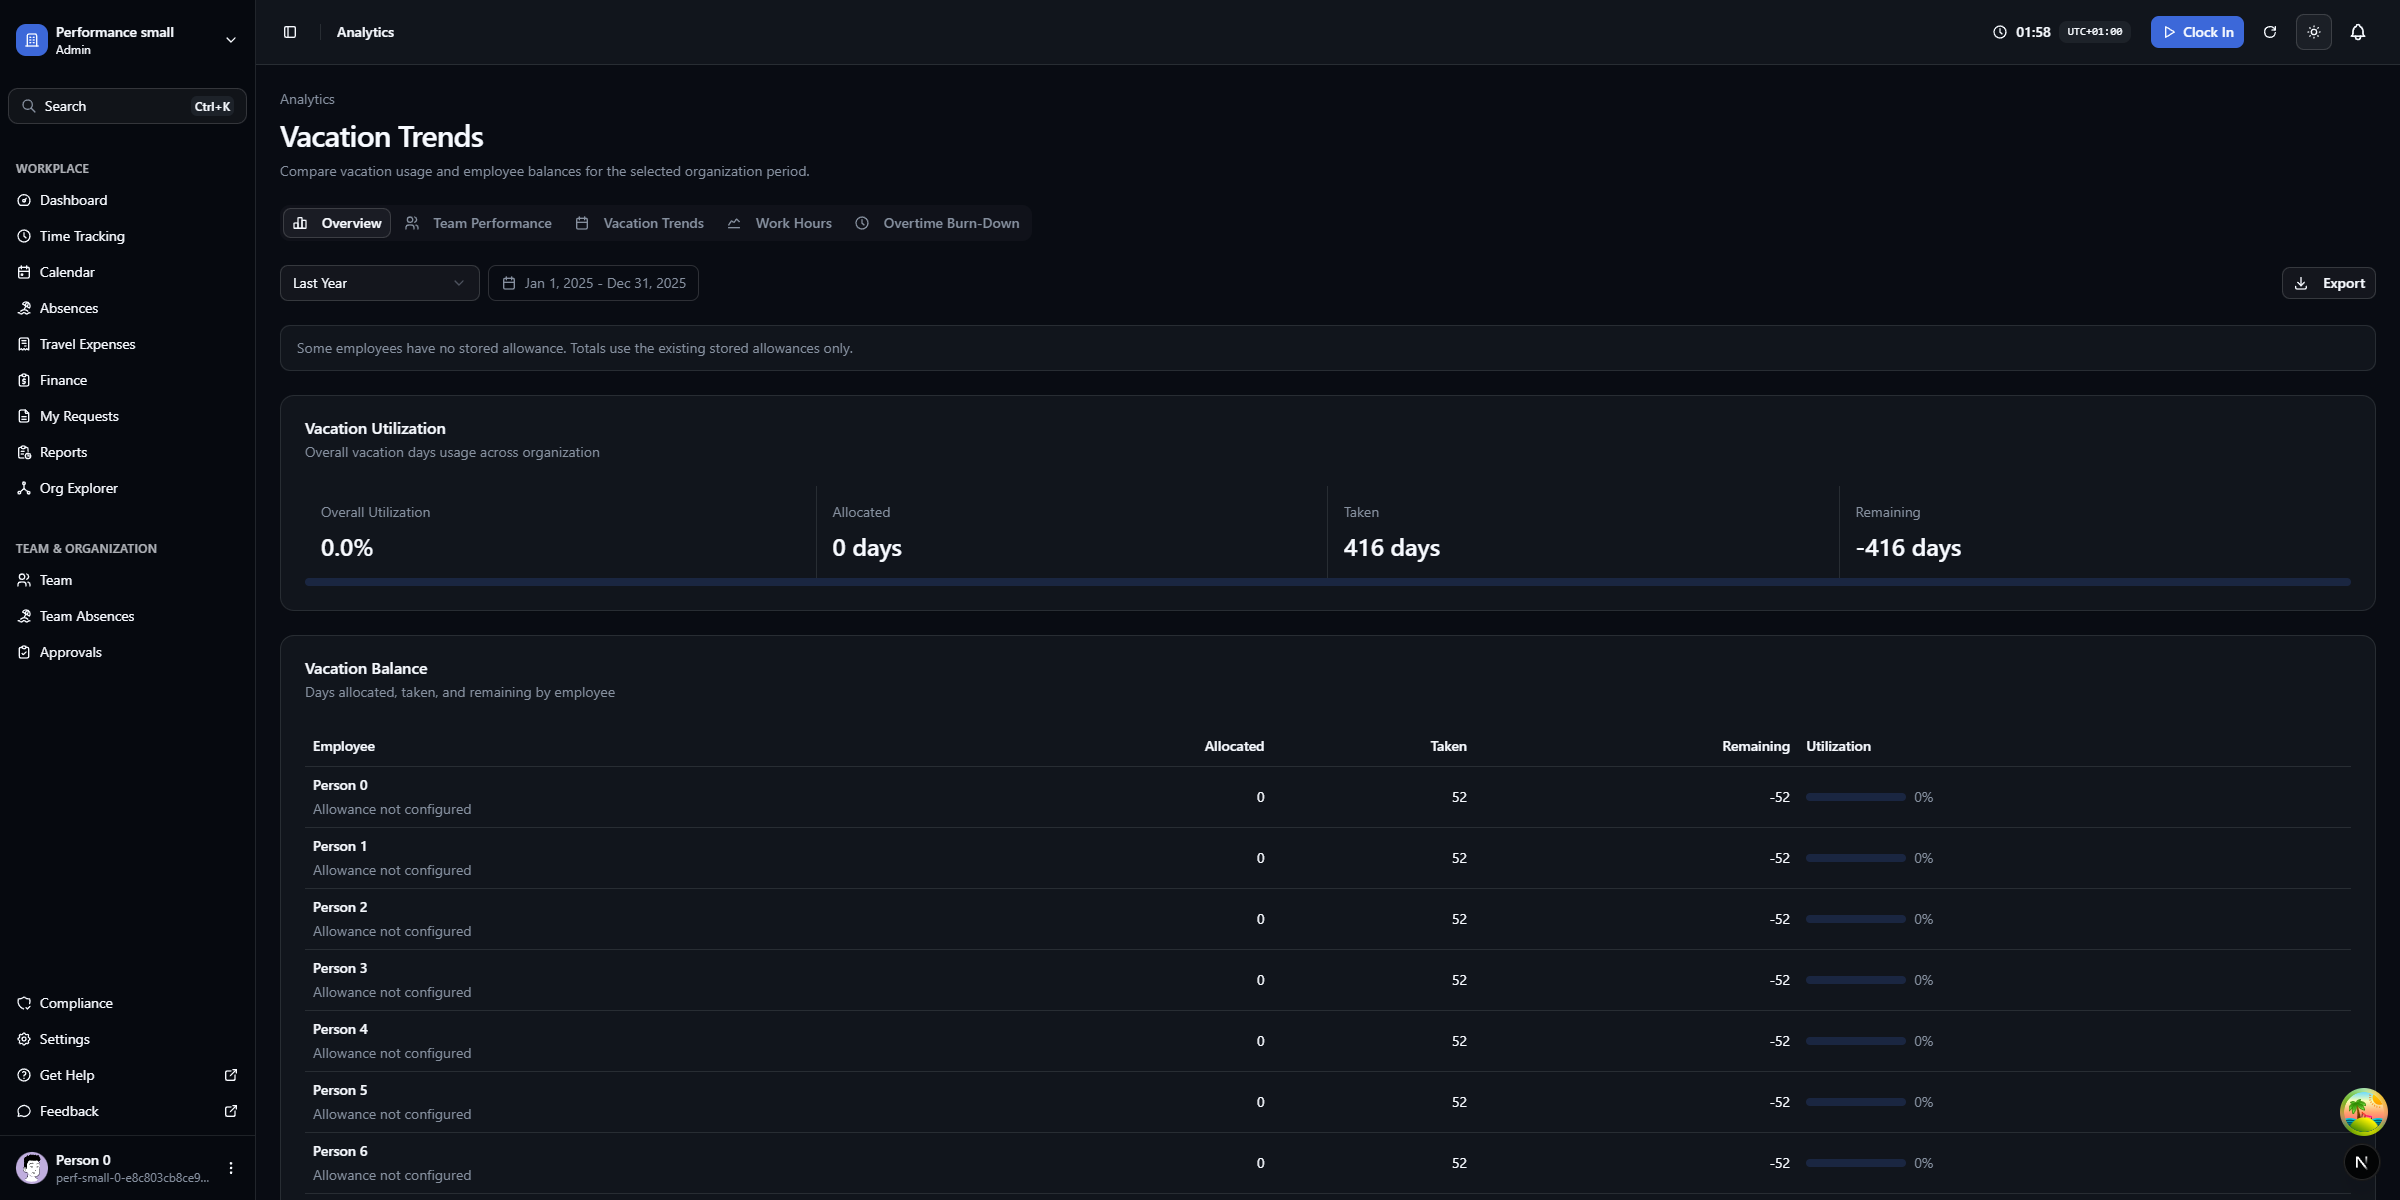 Performance small
Admin
Search
Ctrl+K
WORKPLACE
Dashboard
Time Tracking
Calendar
Absences
Travel Expenses
Finance
My Requests
Reports
Org Explorer
TEAM & ORGANIZATION
Team
Team Absences
Approvals
Compliance
Settings
Get Help
Feedback
Person 0
perf-small-0-e8c803cb8ce9...
Analytics
01:58
UTC+01:00
Clock In
Analytics
Vacation Trends
Compare vacation usage and employee balances for the selected organization period.
Overview
Team Performance
Vacation Trends
Work Hours
Overtime Burn-Down
Last Year
Jan 1, 2025 - Dec 31, 2025
Export
Some employees have no stored allowance. Totals use the existing stored allowances only.
Vacation Utilization
Overall vacation days usage across organization
Overall Utilization
0.0%
Allocated
0 days
Taken
416 days
Remaining
-416 days
Vacation Balance
Days allocated, taken, and remaining by employee
Employee Allocated Taken Remaining Utilization
Person 0
Allowance not configured
0 52 -52 0%
Person 1
Allowance not configured
0 52 -52 0%
Person 2
Allowance not configured
0 52 -52 0%
Person 3
Allowance not configured
0 52 -52 0%
Person 4
Allowance not configured
0 52 -52 0%
Person 5
Allowance not configured
0 52 -52 0%
Person 6
Allowance not configured
0 52 -52 0%
N